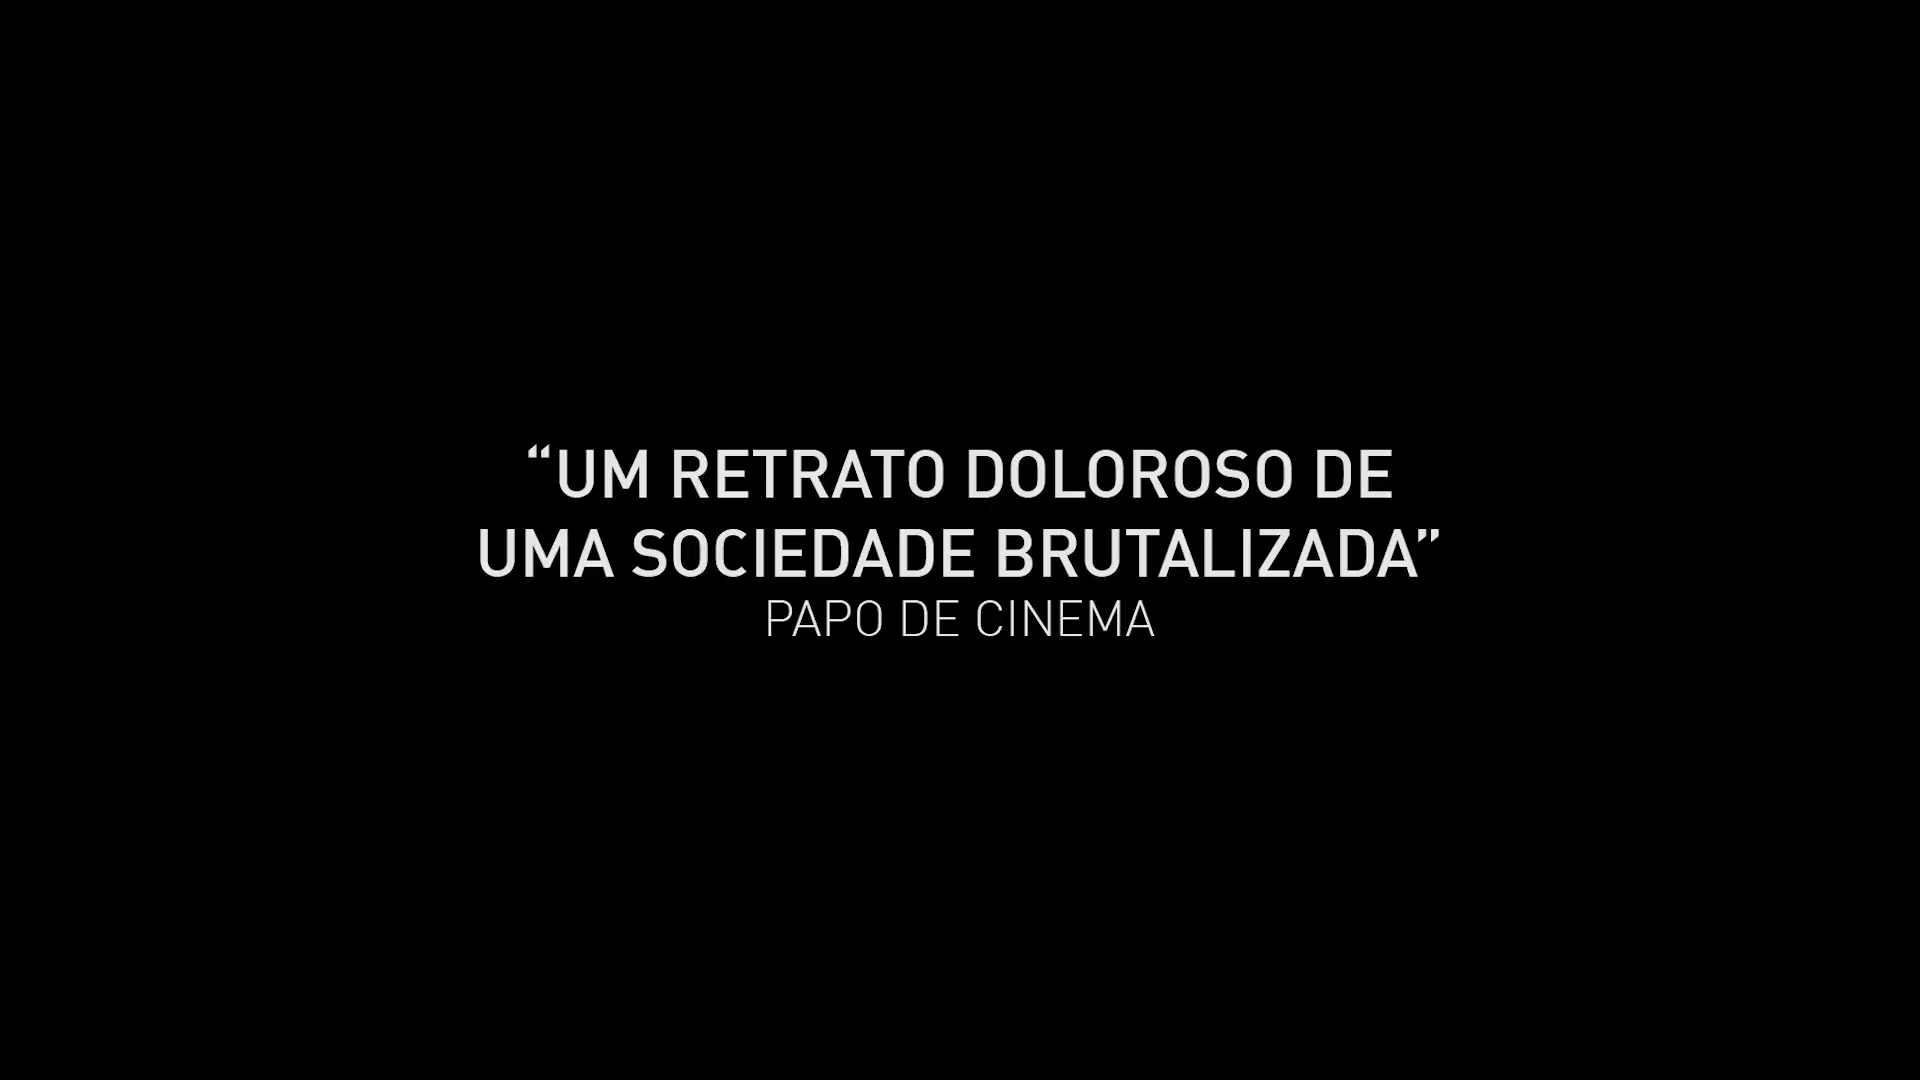 “UM RETRATO DOLOROSO DE
UMA SOCIEDADE BRUTALIZADA”
PAPO DE CINEMA